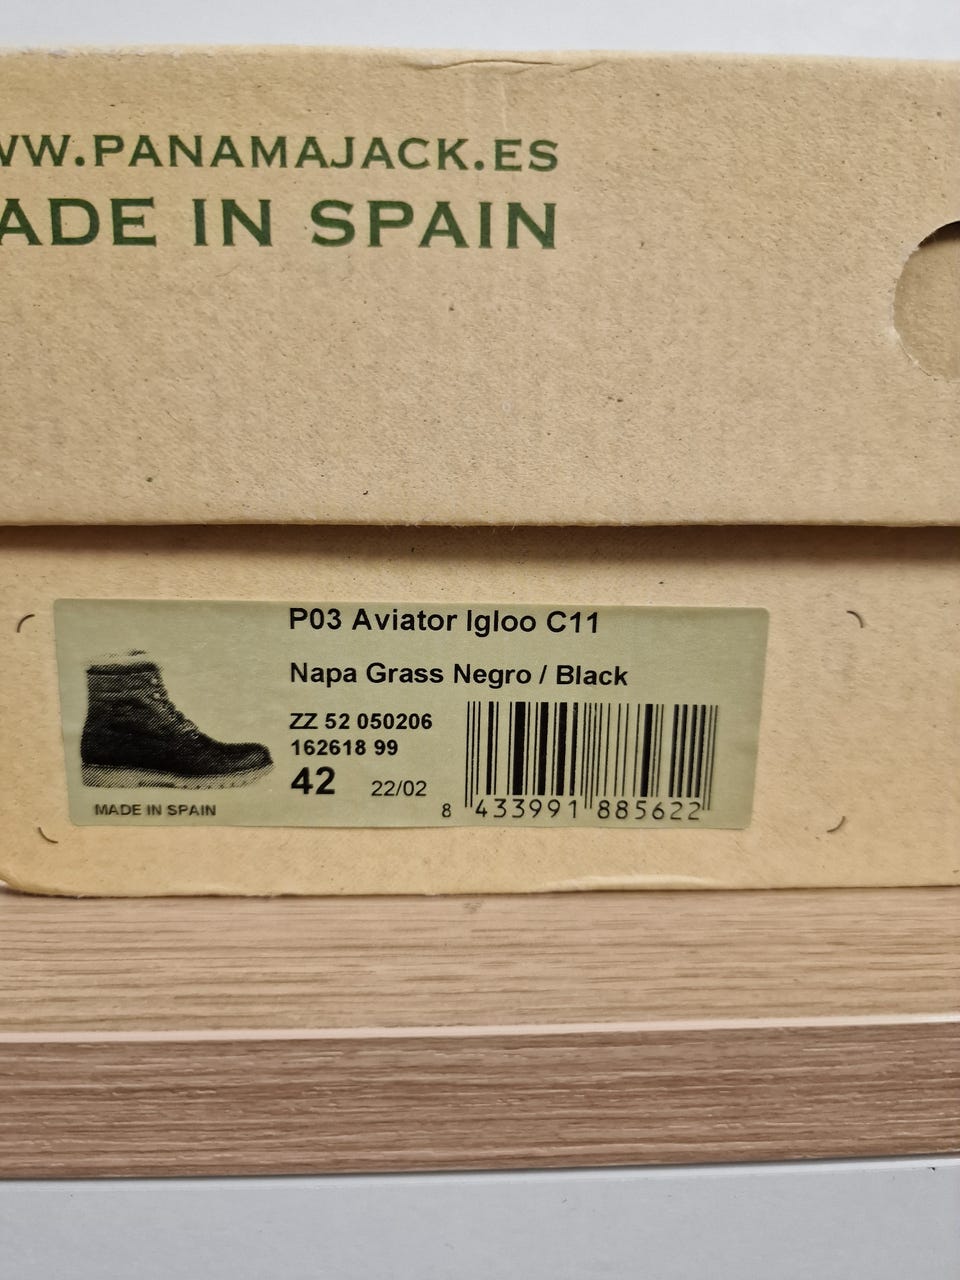 WW.PANAMAJACK.ES
ADE IN SPAIN
P03 Aviator Igloo C11
Napa Grass Negro / Black
ZZ 52 050206
162618 99
42 22/02
MADE IN SPAIN
8 433991 885622